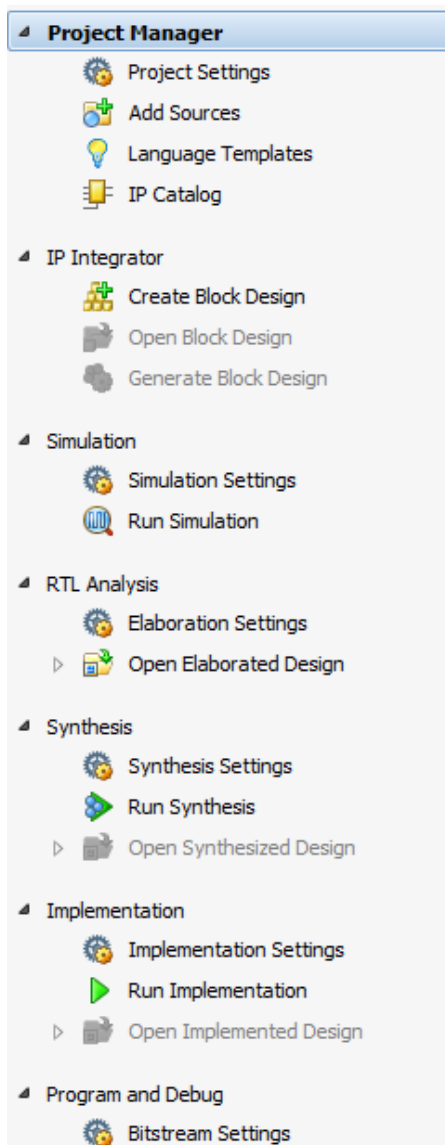 Project Manager
Project Settings
Add Sources
Language Templates
IP Catalog
IP Integrator
Create Block Design
Open Block Design
Generate Block Design
Simulation
Simulation Settings
Run Simulation
RTL Analysis
Elaboration Settings
Open Elaborated Design
Synthesis
Synthesis Settings
Run Synthesis
Open Synthesized Design
Implementation
Implementation Settings
Run Implementation
Open Implemented Design
Program and Debug
Bitstream Settings